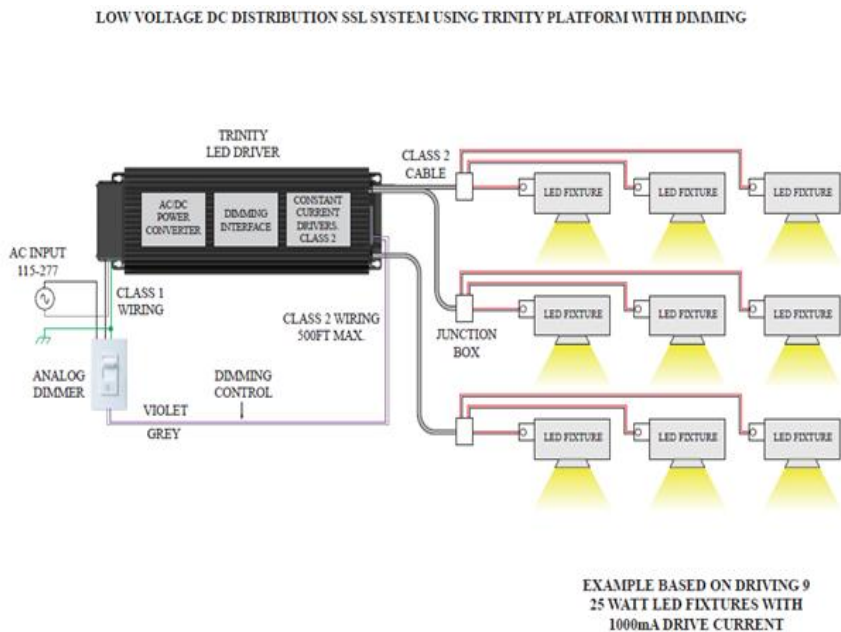 LOW VOLTAGE DC DISTRIBUTION SSL SYSTEM USING TRINITY PLATFORM WITH DIMMING
TRINITY
LED DRIVER
CLASS 2
CABLE
AC/DC
POWER
CONVERTER
DIMMING
INTERFACE
CONSTANT
CURRENT
DRIVERS.
CLASS 2
LED FIXTURE
LED FIXTURE
LED FIXTURE
AC INPUT
115-277
CLASS 1
WIRING
CLASS 2 WIRING
500FT MAX.
JUNCTION
BOX
LED FIXTURE
LED FIXTURE
LED FIXTURE
ANALOG
DIMMER
DIMMING
CONTROL
VIOLET
GREY
LED FIXTURE
LED FIXTURE
LED FIXTURE
EXAMPLE BASED ON DRIVING 9
25 WATT LED FIXTURES WITH
1000mA DRIVE CURRENT